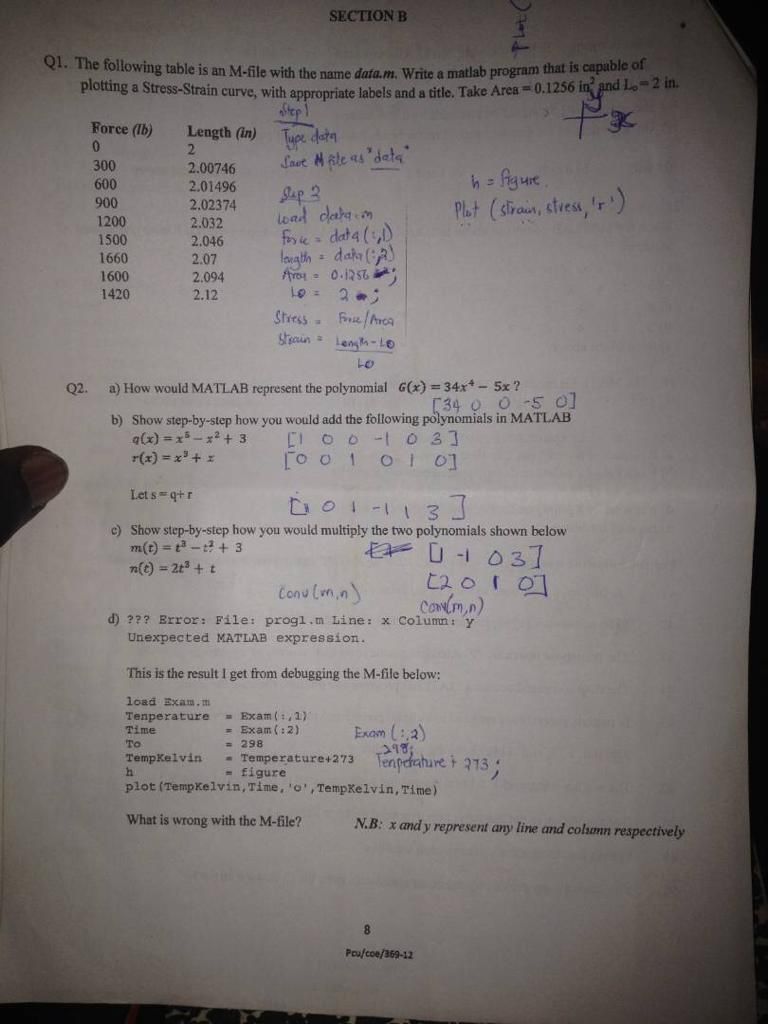 SECTION B
Plot (
Q1. The following table is an M-file with the name data.m. Write a matlab program that is capable of
plotting a Stress-Strain curve, with appropriate labels and a title. Take Area = 0.1256 in² and L₀ = 2 in.
y
x
Step 1
Type data
Save M file as "data"
Force (lb) Length (in)
0 2
300 2.00746
600 2.01496
900 2.02374
1200 2.032
1500 2.046
1660 2.07
1600 2.094
1420 2.12
Step 2
load data.m
Force = data(:,1)
length = data(:,2)
Area = 0.1256;
L0 = 2;
Stress = Force/Area
Strain = Length-L0
L0
h = figure.
Plot (strain, stress, 'r')
Q2. a) How would MATLAB represent the polynomial G(x) = 34x⁴ − 5x ?
[34 0 0 -5 0]
b) Show step-by-step how you would add the following polynomials in MATLAB
q(x) = x⁵ − x² + 3 [1 0 0 -1 0 3]
r(x) = x³ + x [0 0 1 0 1 0]
Let s = q+ r [1 0 1 -1 1 3]
c) Show step-by-step how you would multiply the two polynomials shown below
m(t) = t³ − t² + 3 [1 -1 0 3]
n(t) = 2t³ + t [2 0 1 0]
Conv(m,n)
Conv(m,n)
d) ??? Error: File: prog1.m Line: x Column: y
Unexpected MATLAB expression.
This is the result I get from debugging the M-file below:
load Exam.m
Tenperature = Exam(:,1)
Time = Exam(:2) Exam (:,2)
To = 298 298;
TempKelvin = Temperature+273 Tenperature + 273;
h = figure
plot(TempKelvin,Time,'o',TempKelvin,Time)
What is wrong with the M-file? N.B: x and y represent any line and column respectively
8
Pcu/coe/369-12